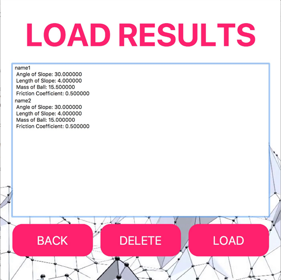 LOAD RESULTS
name1
Angle of Slope: 30.000000
Length of Slope: 4.000000
Mass of Ball: 15.500000
Friction Coefficient: 0.500000
name2
Angle of Slope: 30.000000
Length of Slope: 4.000000
Mass of Ball: 15.000000
Friction Coefficient: 0.500000
BACK DELETE LOAD